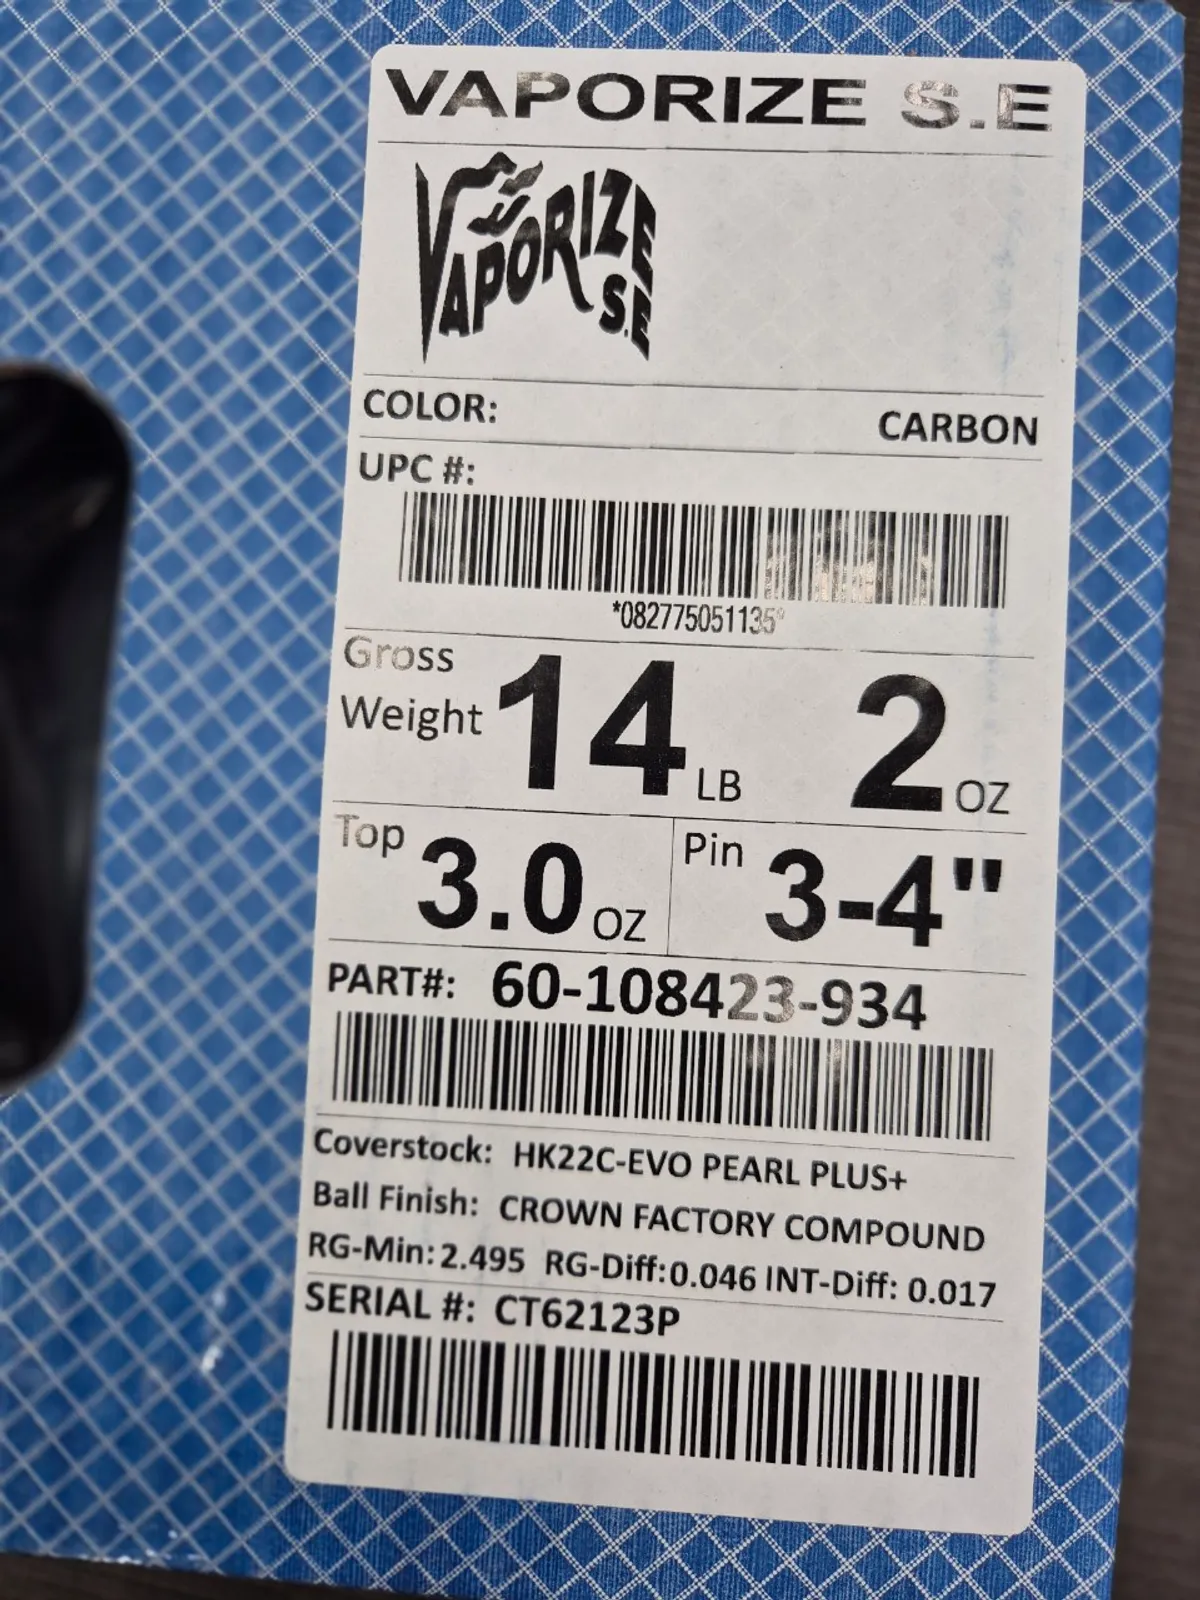 VAPORIZE S.E
VAPORIZE
S.E
COLOR: CARBON
UPC #:
*082775051135*
Gross
Weight 14 LB 2 OZ
Top 3.0 OZ Pin 3-4"
PART#: 60-108423-934
Coverstock: HK22C-EVO PEARL PLUS+
Ball Finish: CROWN FACTORY COMPOUND
RG-Min: 2.495 RG-Diff: 0.046 INT-Diff: 0.017
SERIAL #: CT62123P